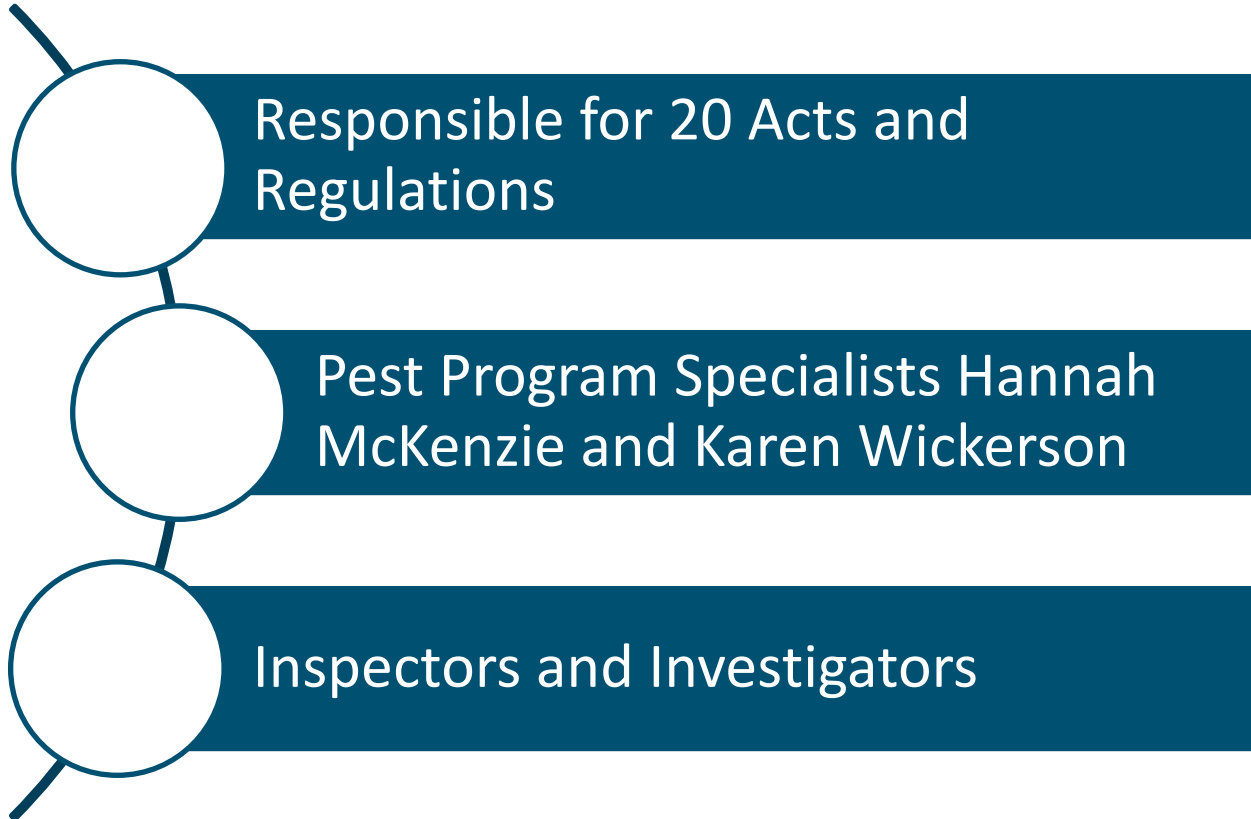 Responsible for 20 Acts and
Regulations
Pest Program Specialists Hannah
McKenzie and Karen Wickerson
Inspectors and Investigators